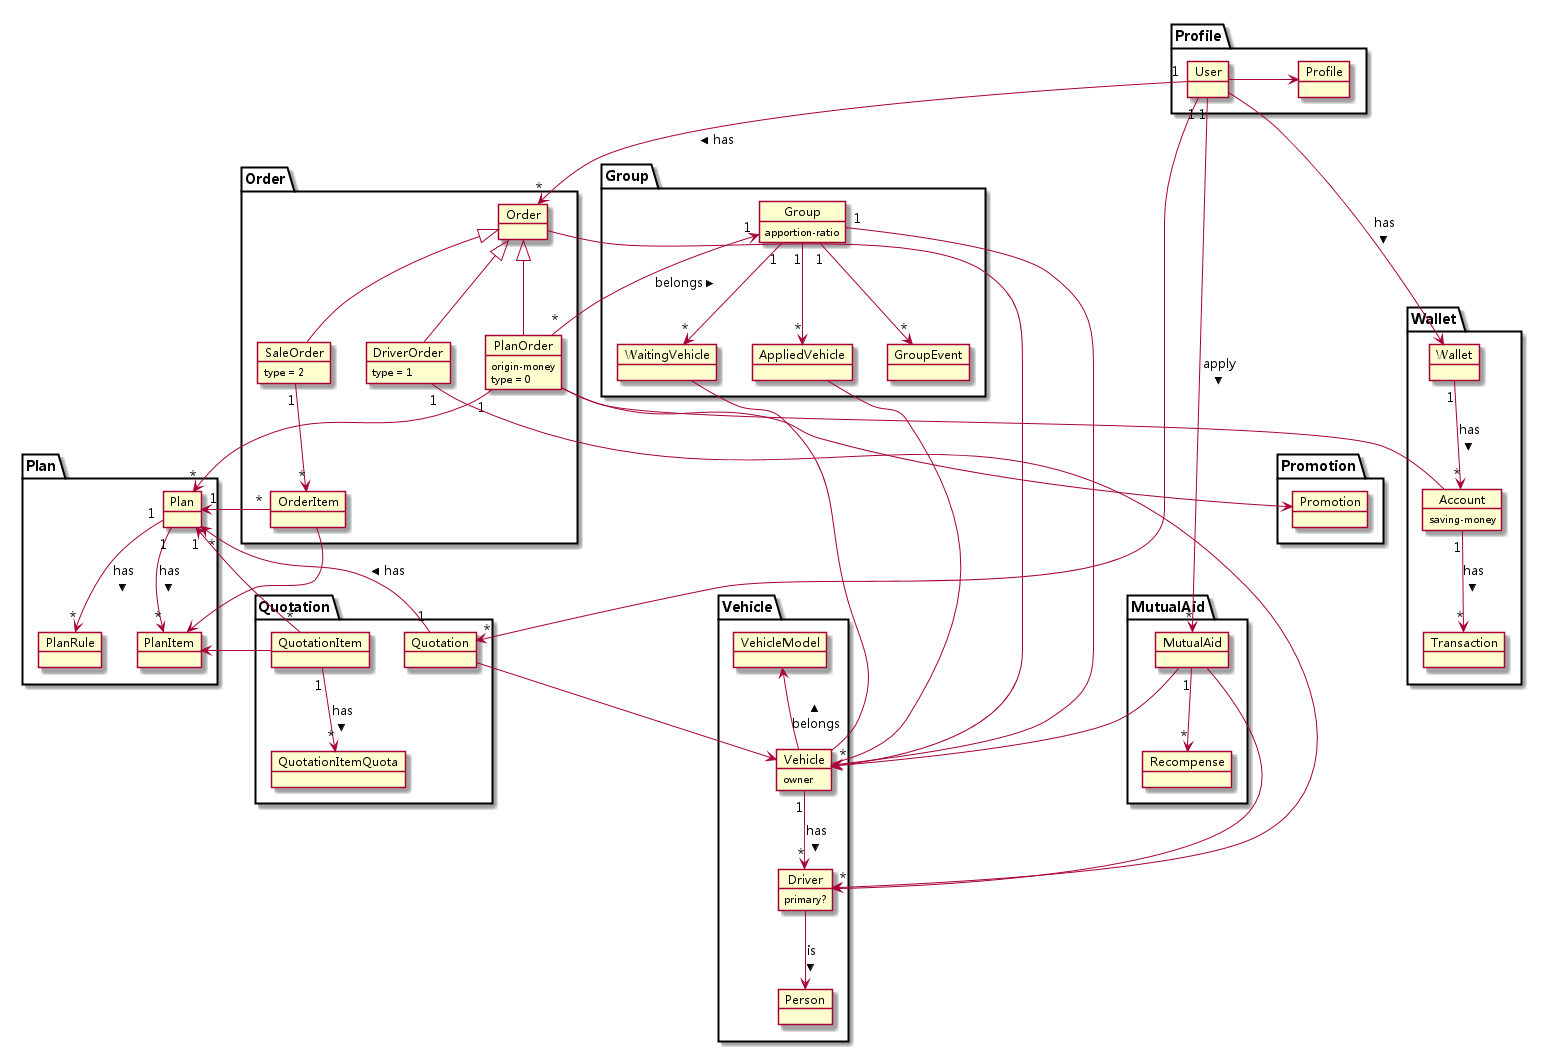 Profile
User
Profile
1
1
1
◄ has
*
Order
Order
SaleOrder
type = 2
DriverOrder
type = 1
PlanOrder
origin-money
type = 0
1
1
1
*
*
OrderItem
*
Group
Group
apportion-ratio
1
1
belongs ►
1
1
1
*
*
*
WaitingVehicle
AppliedVehicle
GroupEvent
has
▼
apply
▼
Wallet
Wallet
1
has
▼
*
Account
saving-money
1
has
▼
*
Transaction
Promotion
Promotion
Plan
*
Plan
1
1
1
1
*
has
▼
has
▼
*
*
PlanRule
PlanItem
◄ has
Quotation
*
1
*
QuotationItem
Quotation
1
has
▼
*
QuotationItemQuota
Vehicle
VehicleModel
▲
belongs
Vehicle
owner
*
1
has
▼
*
*
Driver
primary?
is
▼
Person
MutualAid
*
MutualAid
1
*
Recompense